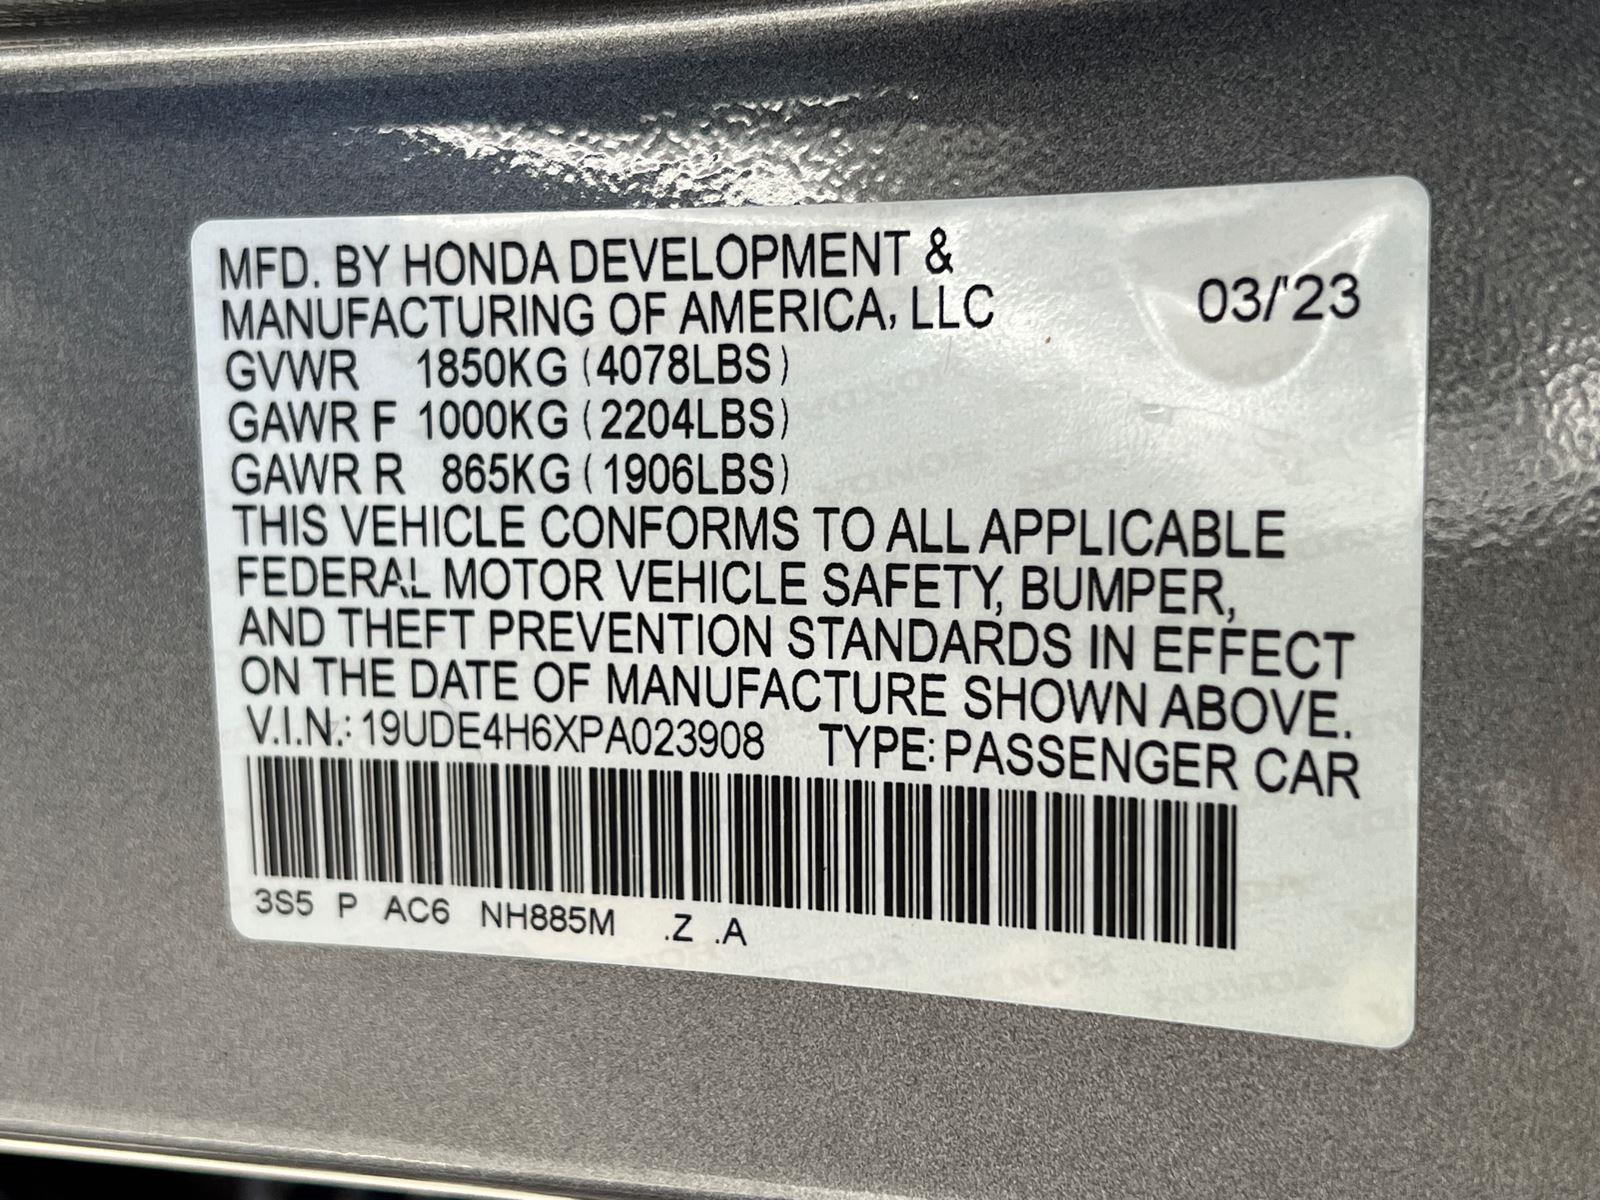 MFD. BY HONDA DEVELOPMENT &
MANUFACTURING OF AMERICA, LLC 03/'23
GVWR 1850KG (4078LBS)
GAWR F 1000KG (2204LBS)
GAWR R 865KG (1906LBS)
THIS VEHICLE CONFORMS TO ALL APPLICABLE
FEDERAL MOTOR VEHICLE SAFETY, BUMPER,
AND THEFT PREVENTION STANDARDS IN EFFECT
ON THE DATE OF MANUFACTURE SHOWN ABOVE.
V.I.N.: 19UDE4H6XPA023908 TYPE: PASSENGER CAR
3S5 P AC6 NH885M .Z .A